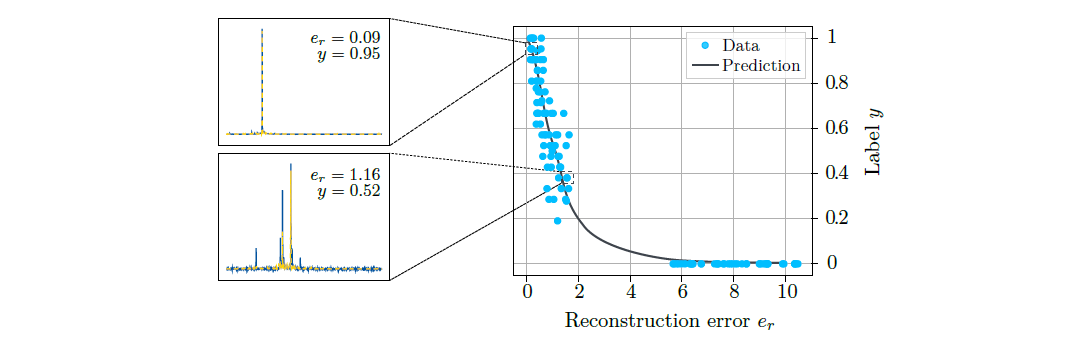 e_r = 0.09
y = 0.95
e_r = 1.16
y = 0.52
Data
Prediction
1
0.8
0.6
0.4
0.2
0
Label y
0 2 4 6 8 10
Reconstruction error e_r